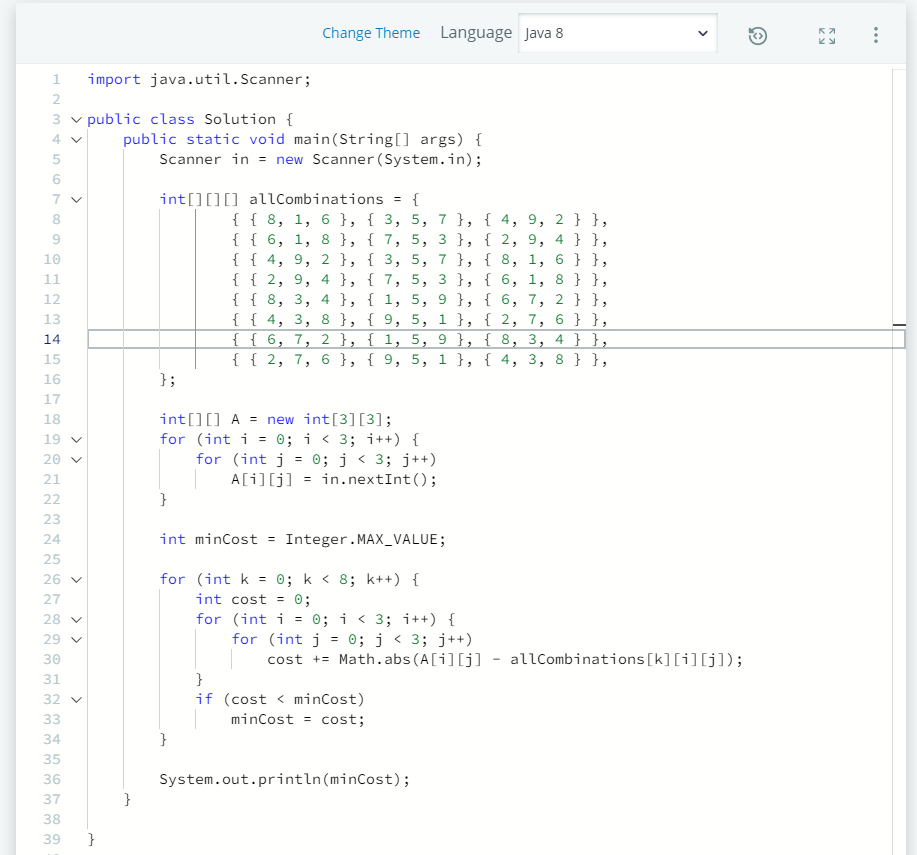 Change Theme Language Java 8
1 import java.util.Scanner;
2
3 public class Solution {
4 public static void main(String[] args) {
5 Scanner in = new Scanner(System.in);
6
7 int[][][] allCombinations = {
8 { { 8, 1, 6 }, { 3, 5, 7 }, { 4, 9, 2 } },
9 { { 6, 1, 8 }, { 7, 5, 3 }, { 2, 9, 4 } },
10 { { 4, 9, 2 }, { 3, 5, 7 }, { 8, 1, 6 } },
11 { { 2, 9, 4 }, { 7, 5, 3 }, { 6, 1, 8 } },
12 { { 8, 3, 4 }, { 1, 5, 9 }, { 6, 7, 2 } },
13 { { 4, 3, 8 }, { 9, 5, 1 }, { 2, 7, 6 } },
14 { { 6, 7, 2 }, { 1, 5, 9 }, { 8, 3, 4 } },
15 { { 2, 7, 6 }, { 9, 5, 1 }, { 4, 3, 8 } },
16 };
17
18 int[][] A = new int[3][3];
19 for (int i = 0; i < 3; i++) {
20 for (int j = 0; j < 3; j++)
21 A[i][j] = in.nextInt();
22 }
23
24 int minCost = Integer.MAX_VALUE;
25
26 for (int k = 0; k < 8; k++) {
27 int cost = 0;
28 for (int i = 0; i < 3; i++) {
29 for (int j = 0; j < 3; j++)
30 cost += Math.abs(A[i][j] - allCombinations[k][i][j]);
31 }
32 if (cost < minCost)
33 minCost = cost;
34 }
35
36 System.out.println(minCost);
37 }
38
39 }